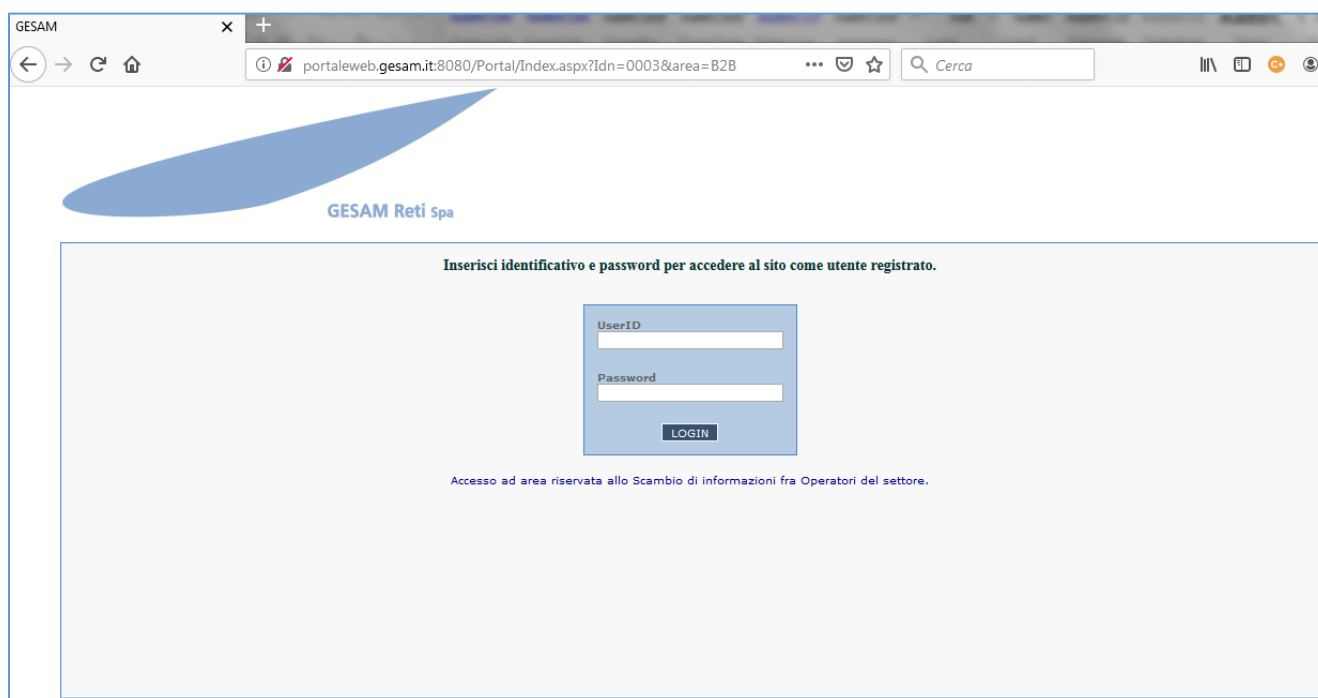 GESAM
portaleweb.gesam.it:8080/Portal/Index.aspx?Idn=0003&area=B2B
Cerca
GESAM Reti Spa
Inserisci identificativo e password per accedere al sito come utente registrato.
UserID
Password
LOGIN
Accesso ad area riservata allo Scambio di informazioni fra Operatori del settore.